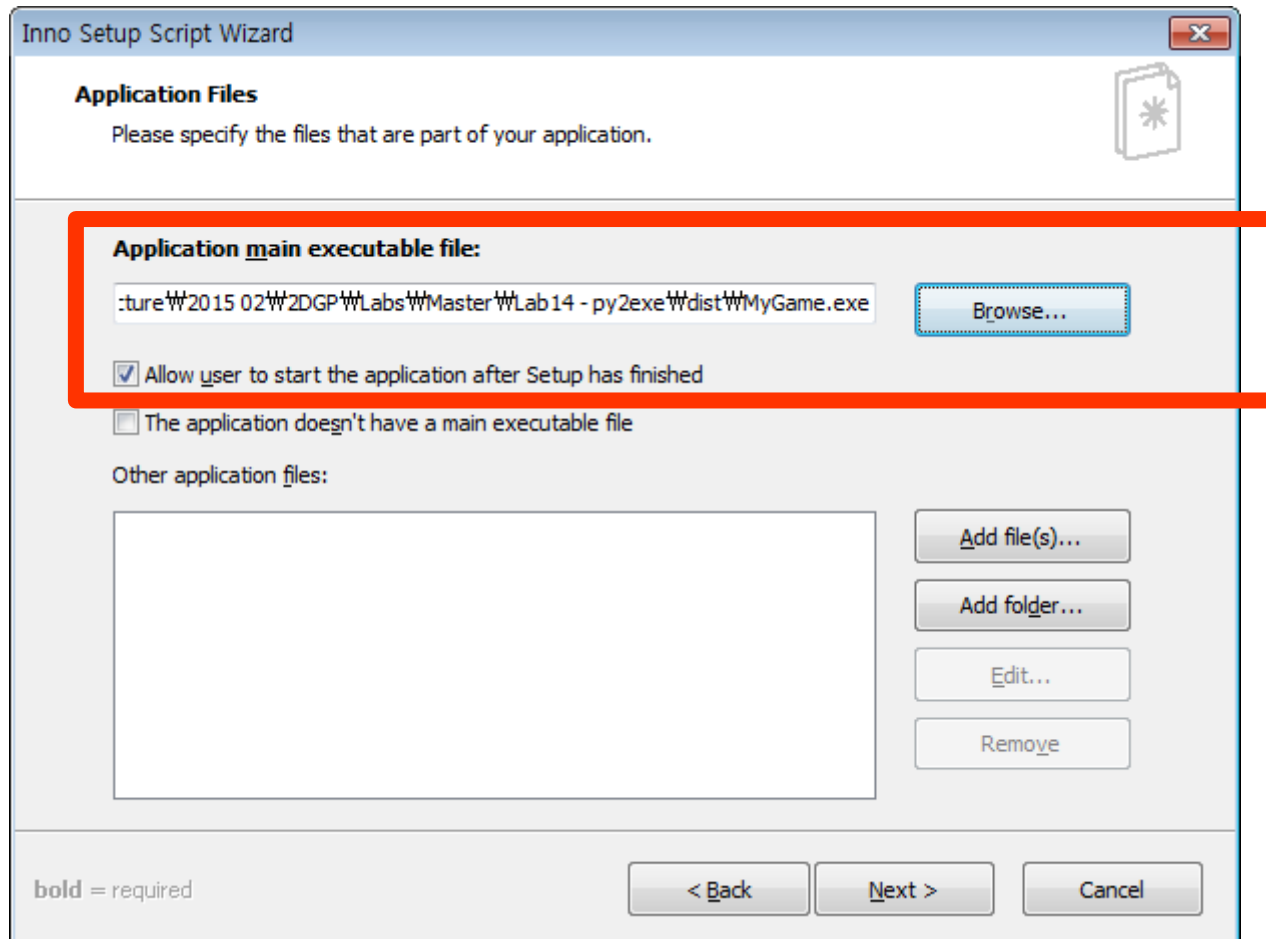 Inno Setup Script Wizard
Application Files
Please specify the files that are part of your application.
Application main executable file:
:ture₩2015 02₩2DGP₩Labs₩Master₩Lab14 - py2exe₩dist₩MyGame.exe
Browse...
Allow user to start the application after Setup has finished
The application doesn't have a main executable file
Other application files:
Add file(s)...
Add folder...
Edit...
Remove
bold = required
< Back
Next >
Cancel